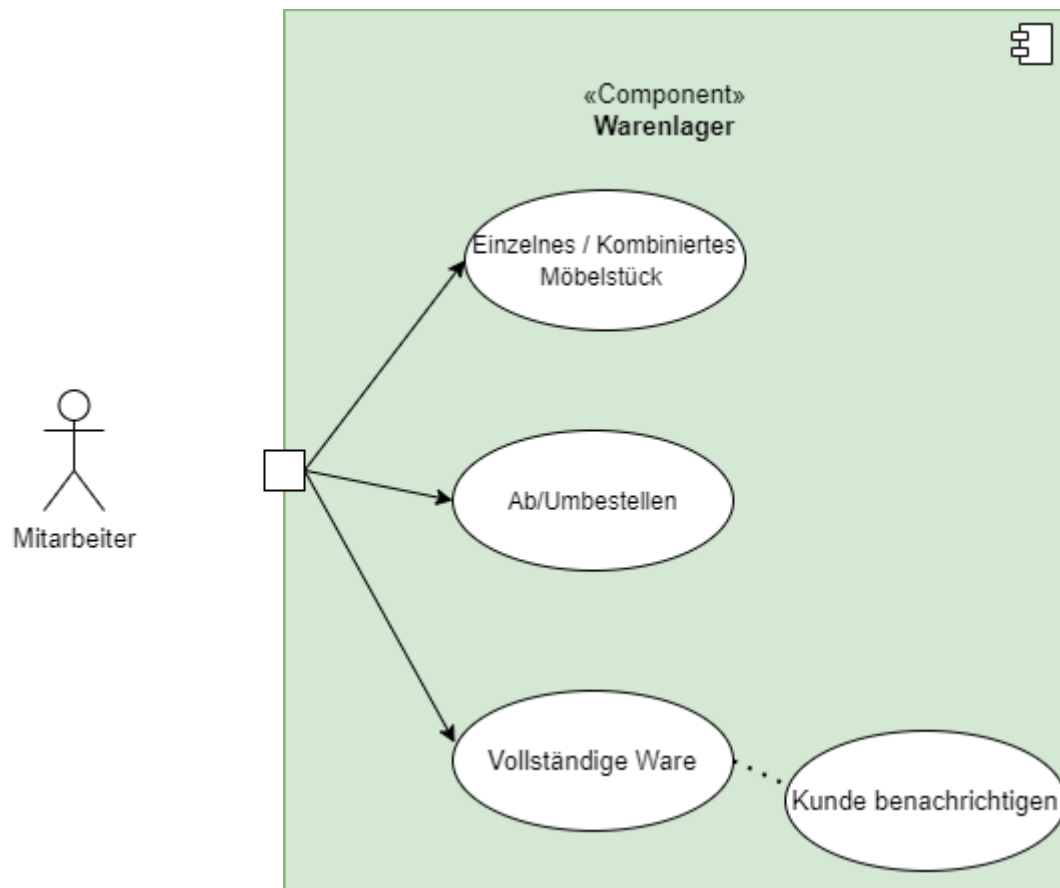 «Component»
Warenlager
Einzelnes / Kombiniertes
Möbelstück
Mitarbeiter
Ab/Umbestellen
Vollständige Ware
Kunde benachrichtigen